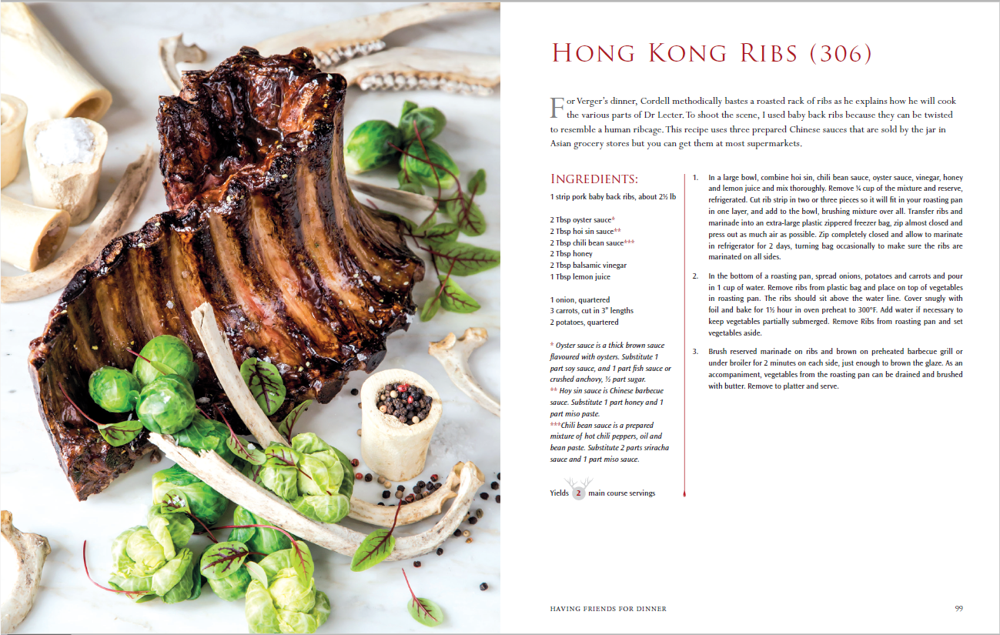 HONG KONG RIBS (306)
For Verger's dinner, Cordell methodically bastes a roasted rack of ribs as he explains how he will cook
the various parts of Dr Lecter. To shoot the scene, I used baby back ribs because they can be twisted
to resemble a human ribcage. This recipe uses three prepared Chinese sauces that are sold by the jar in
Asian grocery stores but you can get them at most supermarkets.
INGREDIENTS:
1 strip pork baby back ribs, about 2½ lb
2 Tbsp oyster sauce*
2 Tbsp hoi sin sauce**
2 Tbsp chili bean sauce***
2 Tbsp honey
2 Tbsp balsamic vinegar
1 Tbsp lemon juice
1 onion, quartered
3 carrots, cut in 3" lengths
2 potatoes, quartered
* Oyster sauce is a thick brown sauce
flavoured with oysters. Substitute 1
part soy sauce, and 1 part fish sauce or
crushed anchovy, ½ part sugar.
** Hoy sin sauce is Chinese barbecue
sauce. Substitute 1 part honey and 1
part miso paste.
***Chili bean sauce is a prepared
mixture of hot chili peppers, oil and
bean paste. Substitute 2 parts sriracha
sauce and 1 part miso sauce.
Yields 2 main course servings
1. In a large bowl, combine hoi sin, chili bean sauce, oyster sauce, vinegar, honey
and lemon juice and mix thoroughly. Remove ¼ cup of the mixture and reserve,
refrigerated. Cut rib strip in two or three pieces so it will fit in your roasting pan
in one layer, and add to the bowl, brushing mixture over all. Transfer ribs and
marinade into an extra-large plastic zippered freezer bag, zip almost closed and
press out as much air as possible. Zip completely closed and allow to marinate
in refrigerator for 2 days, turning bag occasionally to make sure the ribs are
marinated on all sides.
2. In the bottom of a roasting pan, spread onions, potatoes and carrots and pour
in 1 cup of water. Remove ribs from plastic bag and place on top of vegetables
in roasting pan. The ribs should sit above the water line. Cover snugly with
foil and bake for 1½ hour in oven preheat to 300°F. Add water if necessary to
keep vegetables partially submerged. Remove Ribs from roasting pan and set
vegetables aside.
3. Brush reserved marinade on ribs and brown on preheated barbecue grill or
under broiler for 2 minutes on each side, just enough to brown the glaze. As an
accompaniment, vegetables from the roasting pan can be drained and brushed
with butter. Remove to platter and serve.
HAVING FRIENDS FOR DINNER
99